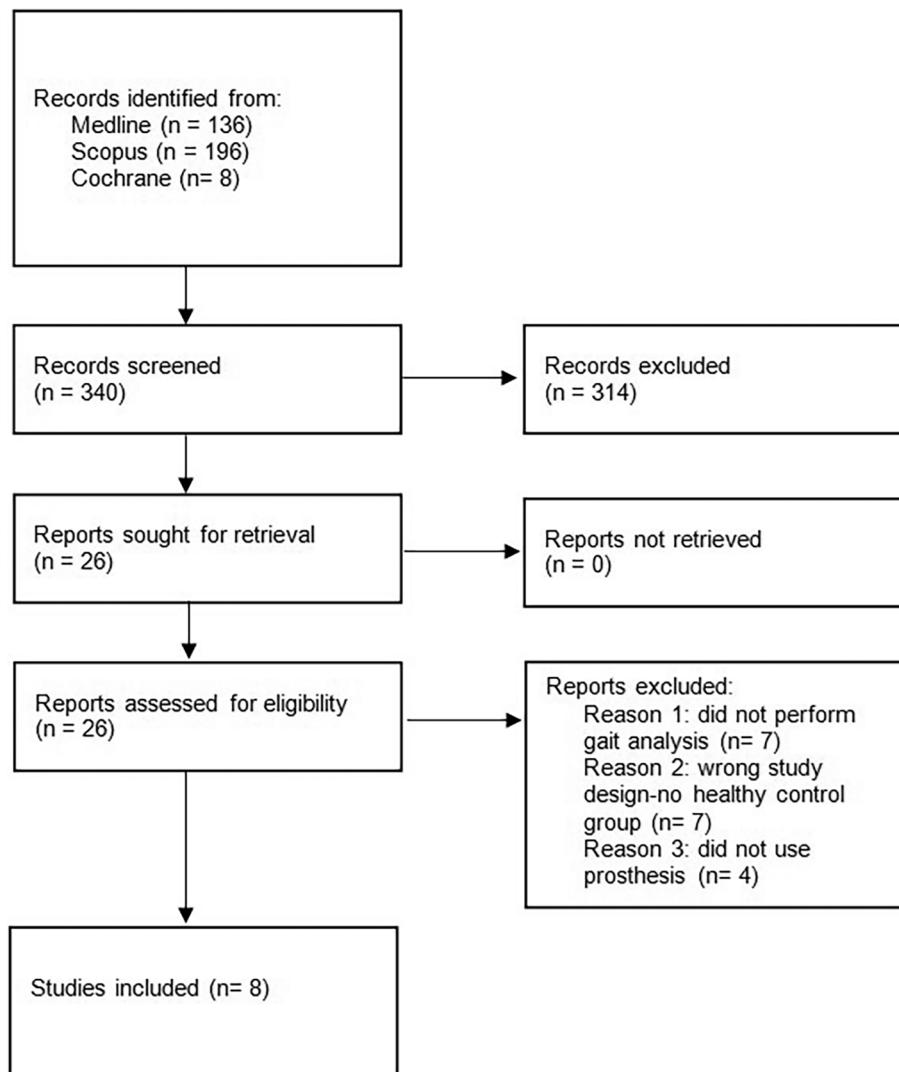 Records identified from:
Medline (n = 136)
Scopus (n = 196)
Cochrane (n= 8)
Records screened
(n = 340)
Records excluded
(n = 314)
Reports sought for retrieval
(n = 26)
Reports not retrieved
(n = 0)
Reports assessed for eligibility
(n = 26)
Reports excluded:
Reason 1: did not perform
gait analysis (n= 7)
Reason 2: wrong study
design-no healthy control
group (n= 7)
Reason 3: did not use
prosthesis (n= 4)
Studies included (n= 8)